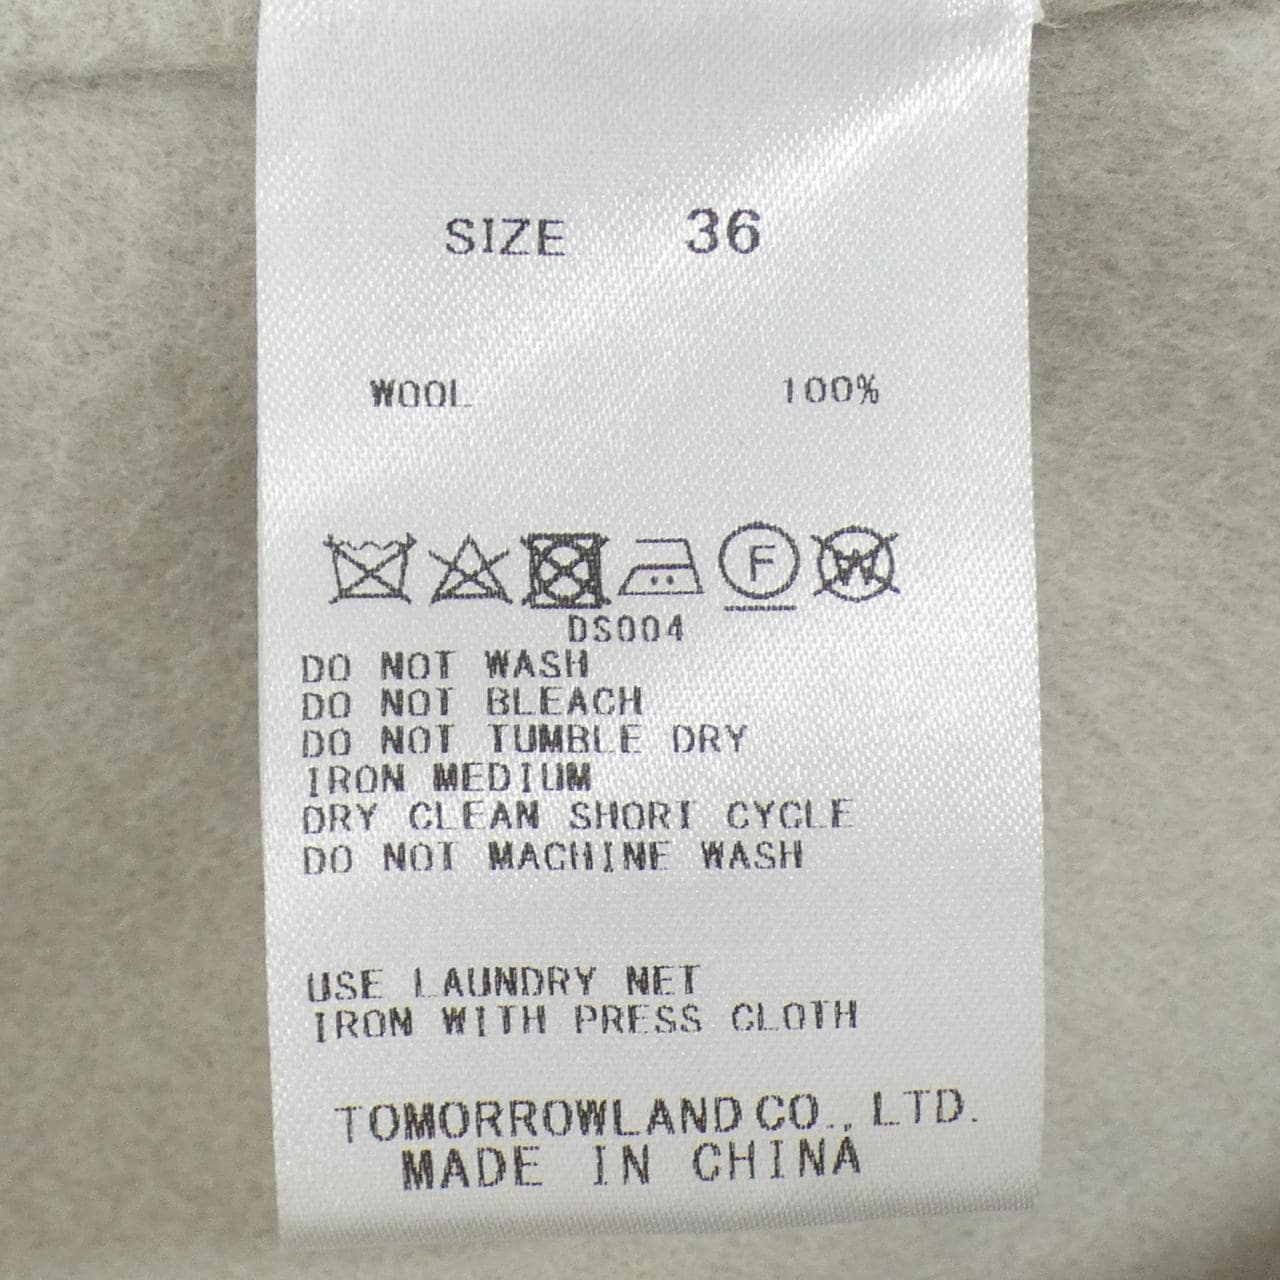 SIZE 36
WOOL 100%
F W
DS004
DO NOT WASH
DO NOT BLEACH
DO NOT TUMBLE DRY
IRON MEDIUM
DRY CLEAN SHORT CYCLE
DO NOT MACHINE WASH
USE LAUNDRY NET
IRON WITH PRESS CLOTH
TOMORROWLAND CO., LTD.
MADE IN CHINA